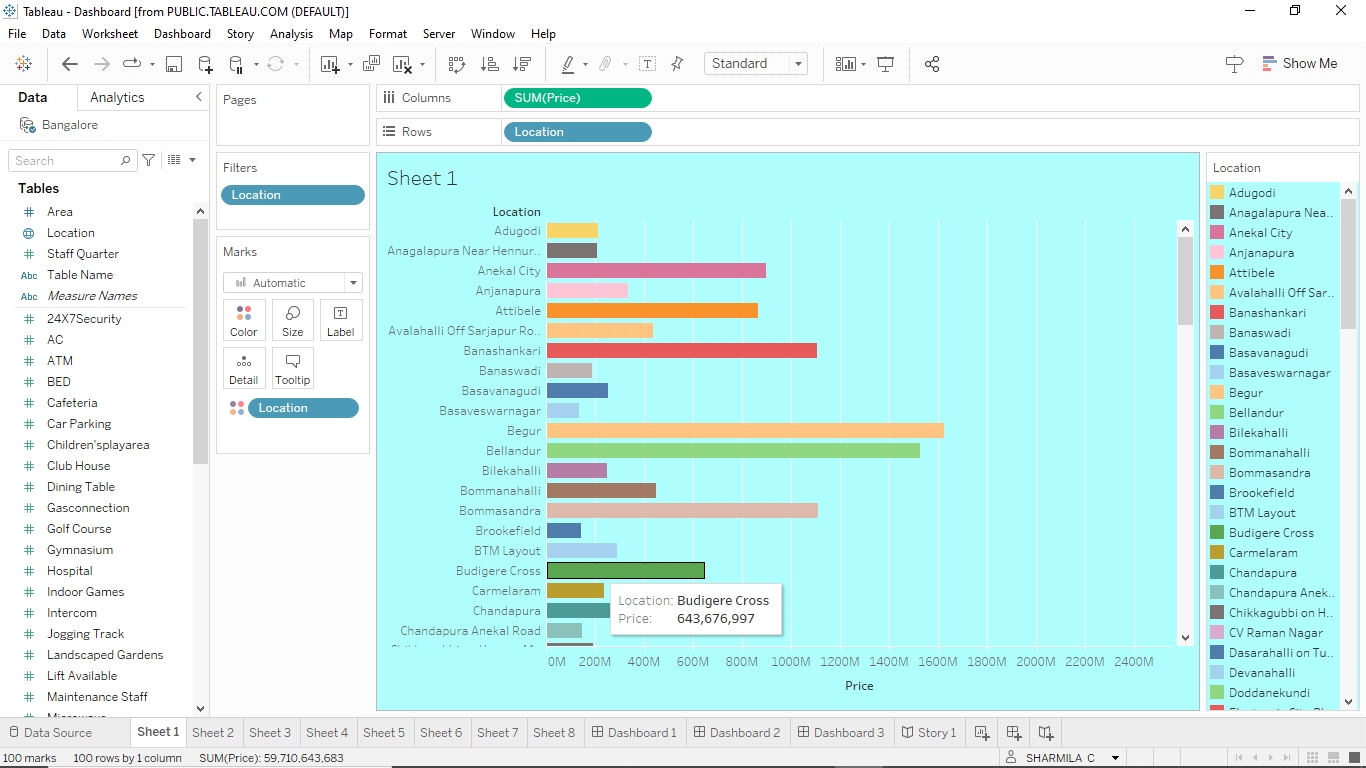 Tableau - Dashboard [from PUBLIC.TABLEAU.COM (DEFAULT)]
File Data Worksheet Dashboard Story Analysis Map Format Server Window Help
Standard
Show Me
Data Analytics
Bangalore
Search
Tables
Area
Location
Staff Quarter
Abc Table Name
Abc Measure Names
24X7Security
AC
ATM
BED
Cafeteria
Car Parking
Children'splayarea
Club House
Dining Table
Gasconnection
Golf Course
Gymnasium
Hospital
Indoor Games
Intercom
Jogging Track
Landscaped Gardens
Lift Available
Maintenance Staff
Pages
Filters
Location
Marks
Automatic
Color Size Label
Detail Tooltip
Location
Columns SUM(Price)
Rows Location
Sheet 1
Location
Adugodi
Anagalapura Near Hennur..
Anekal City
Anjanapura
Attibele
Avalahalli Off Sarjapur Ro..
Banashankari
Banaswadi
Basavanagudi
Basaveswarnagar
Begur
Bellandur
Bilekahalli
Bommanahalli
Bommasandra
Brookefield
BTM Layout
Budigere Cross
Carmelaram
Chandapura
Chandapura Anekal Road
Location: Budigere Cross
Price: 643,676,997
0M 200M 400M 600M 800M 1000M 1200M 1400M 1600M 1800M 2000M 2200M 2400M
Price
Location
Adugodi
Anagalapura Nea..
Anekal City
Anjanapura
Attibele
Avalahalli Off Sar..
Banashankari
Banaswadi
Basavanagudi
Basaveswarnagar
Begur
Bellandur
Bilekahalli
Bommanahalli
Bommasandra
Brookefield
BTM Layout
Budigere Cross
Carmelaram
Chandapura
Chandapura Anek..
Chikkagubbi on H..
CV Raman Nagar
Dasarahalli on Tu..
Devanahalli
Doddanekundi
Data Source Sheet 1 Sheet 2 Sheet 3 Sheet 4 Sheet 5 Sheet 6 Sheet 7 Sheet 8 Dashboard 1 Dashboard 2 Dashboard 3 Story 1
100 marks 100 rows by 1 column SUM(Price): 59,710,643,683 SHARMILA C